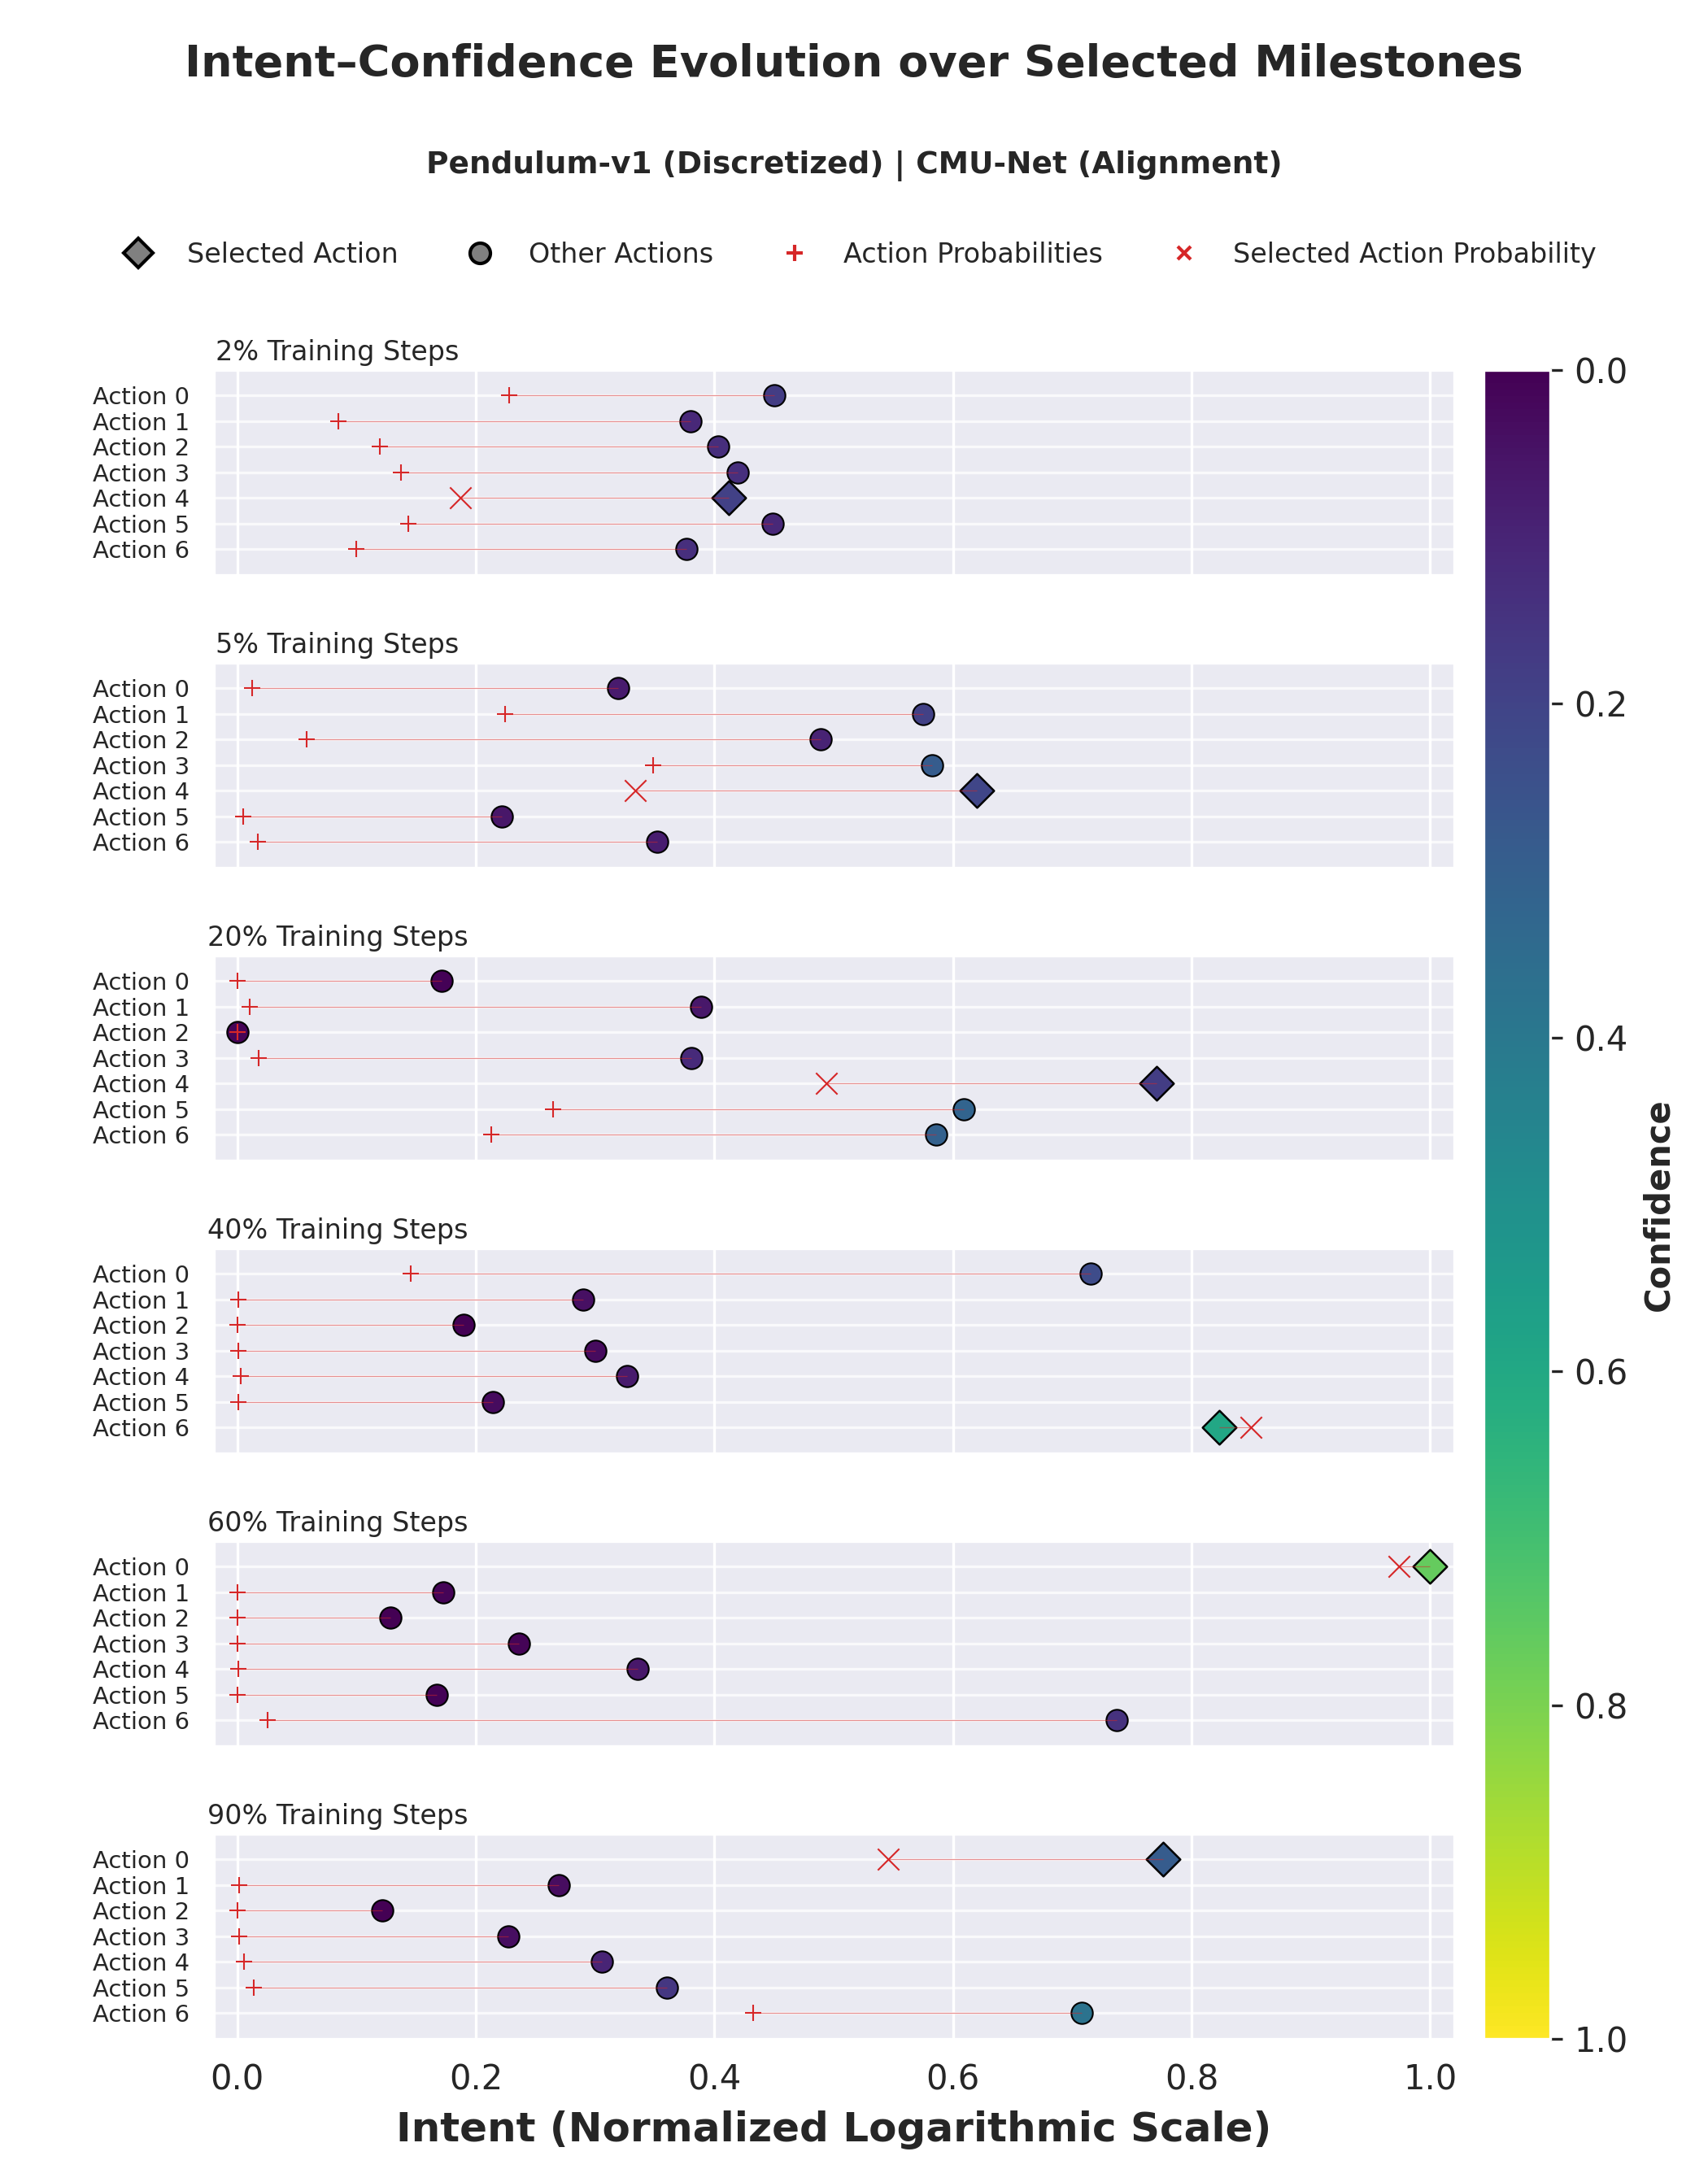 Intent–Confidence Evolution over Selected Milestones
Pendulum-v1 (Discretized) | CMU-Net (Alignment)
Selected Action Other Actions Action Probabilities Selected Action Probability
2% Training Steps
Action 0
Action 1
Action 2
Action 3
Action 4
Action 5
Action 6
5% Training Steps
Action 0
Action 1
Action 2
Action 3
Action 4
Action 5
Action 6
20% Training Steps
Action 0
Action 1
Action 2
Action 3
Action 4
Action 5
Action 6
40% Training Steps
Action 0
Action 1
Action 2
Action 3
Action 4
Action 5
Action 6
60% Training Steps
Action 0
Action 1
Action 2
Action 3
Action 4
Action 5
Action 6
90% Training Steps
Action 0
Action 1
Action 2
Action 3
Action 4
Action 5
Action 6
0.0 0.2 0.4 0.6 0.8 1.0
Intent (Normalized Logarithmic Scale)
0.0
0.2
0.4
0.6
0.8
1.0
Confidence